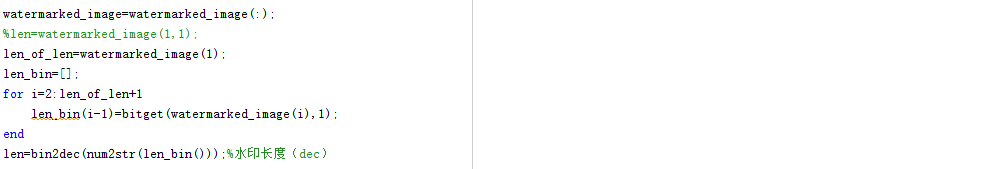 watermarked_image=watermarked_image(:);
%len=watermarked_image(1,1);
len_of_len=watermarked_image(1);
len_bin=[];
for i=2:len_of_len+1
    len_bin(i-1)=bitget(watermarked_image(i),1);
end
len=bin2dec(num2str(len_bin()));%水印长度（dec）